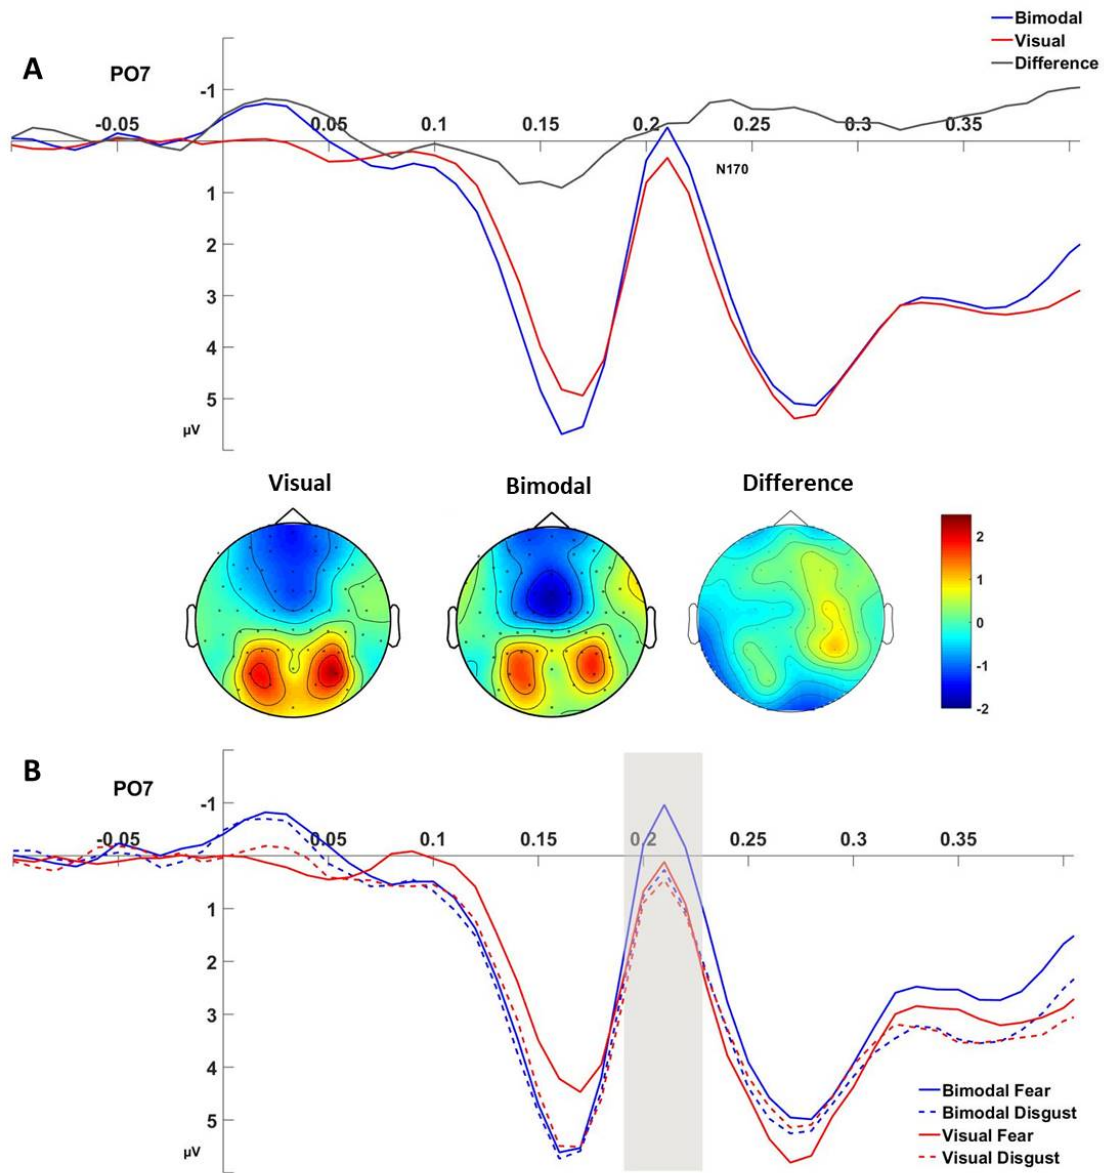 Bimodal
Visual
Difference
A
PO7
-1
-0.05 0.05 0.1 0.15 0.2 0.25 0.3 0.35
N170
1
2
3
4
5
µV
Visual Bimodal Difference
2
1
0
-1
-2
B
PO7
-1
-0.05 0.05 0.1 0.15 0.2 0.25 0.3 0.35
1
2
3
4
5
µV
Bimodal Fear
Bimodal Disgust
Visual Fear
Visual Disgust